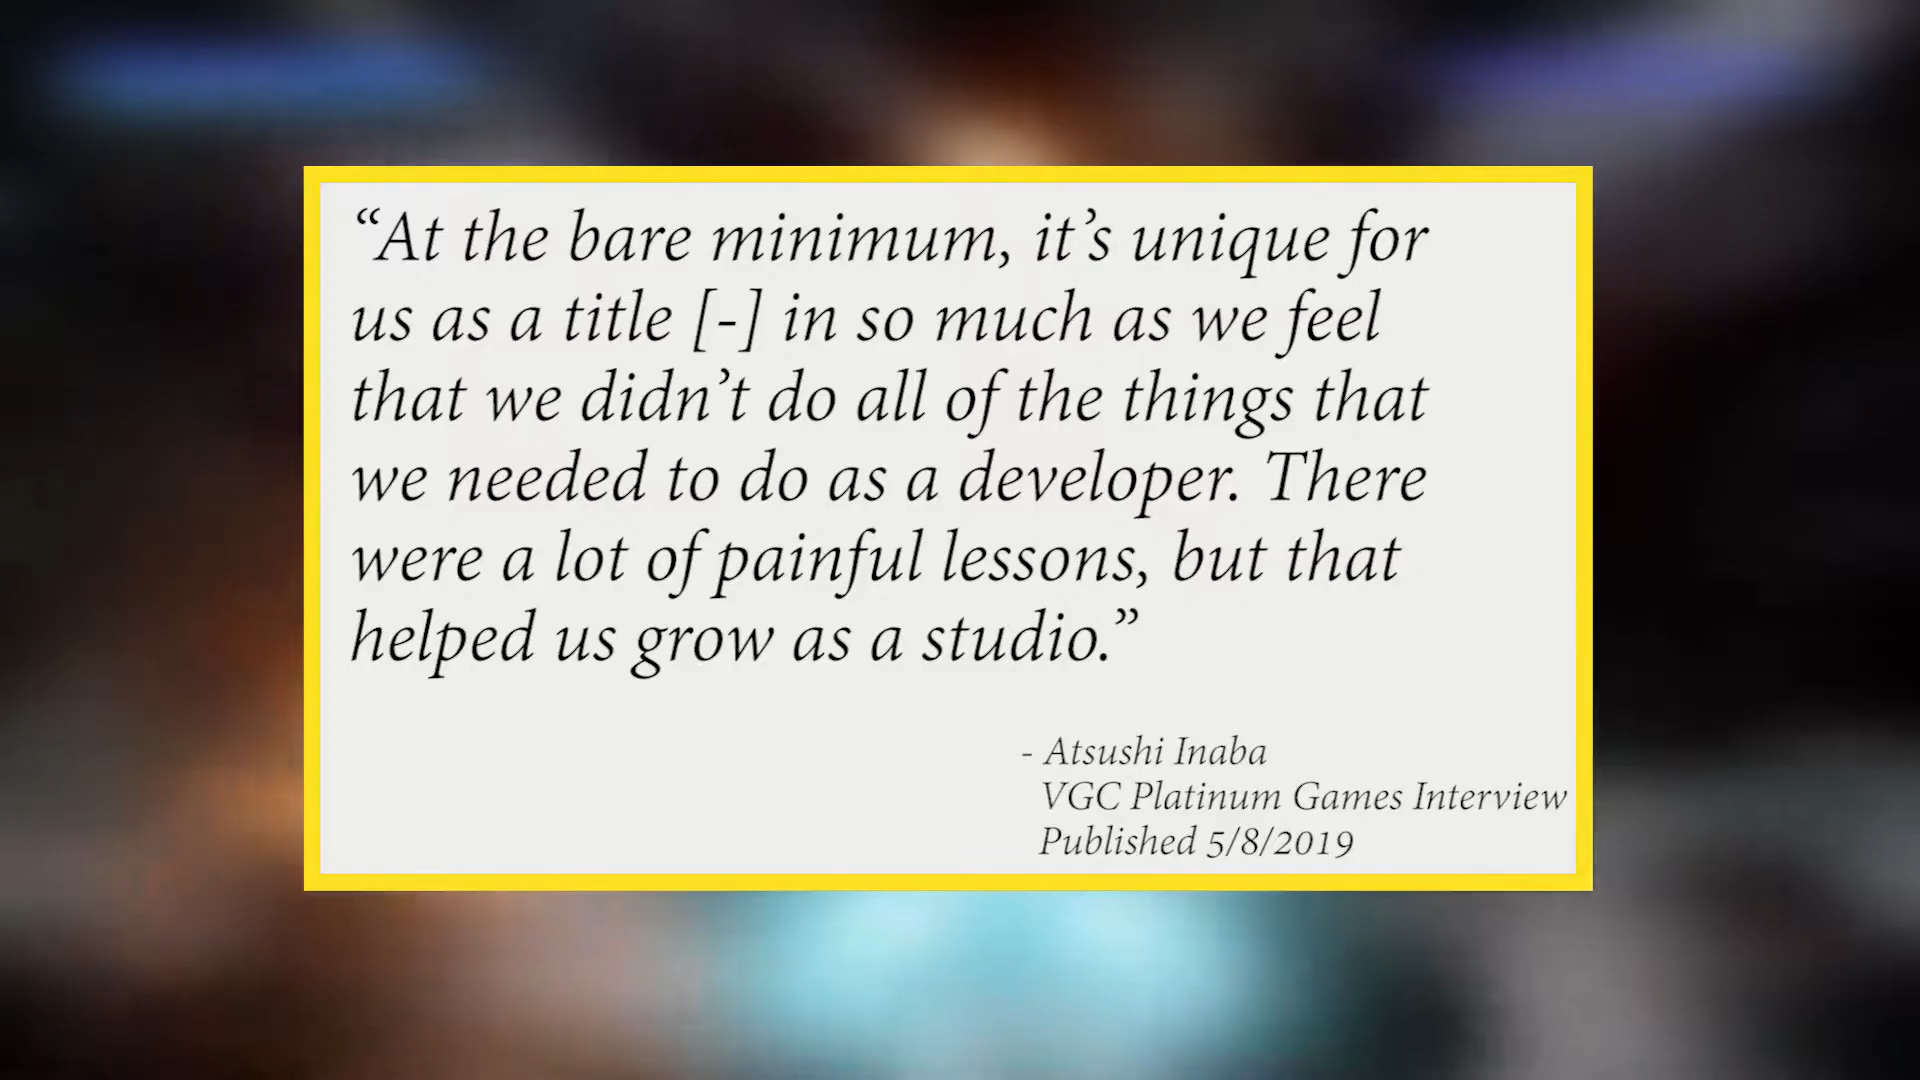 “At the bare minimum, it’s unique for
us as a title [-] in so much as we feel
that we didn’t do all of the things that
we needed to do as a developer. There
were a lot of painful lessons, but that
helped us grow as a studio.”
- Atsushi Inaba
VGC Platinum Games Interview
Published 5/8/2019